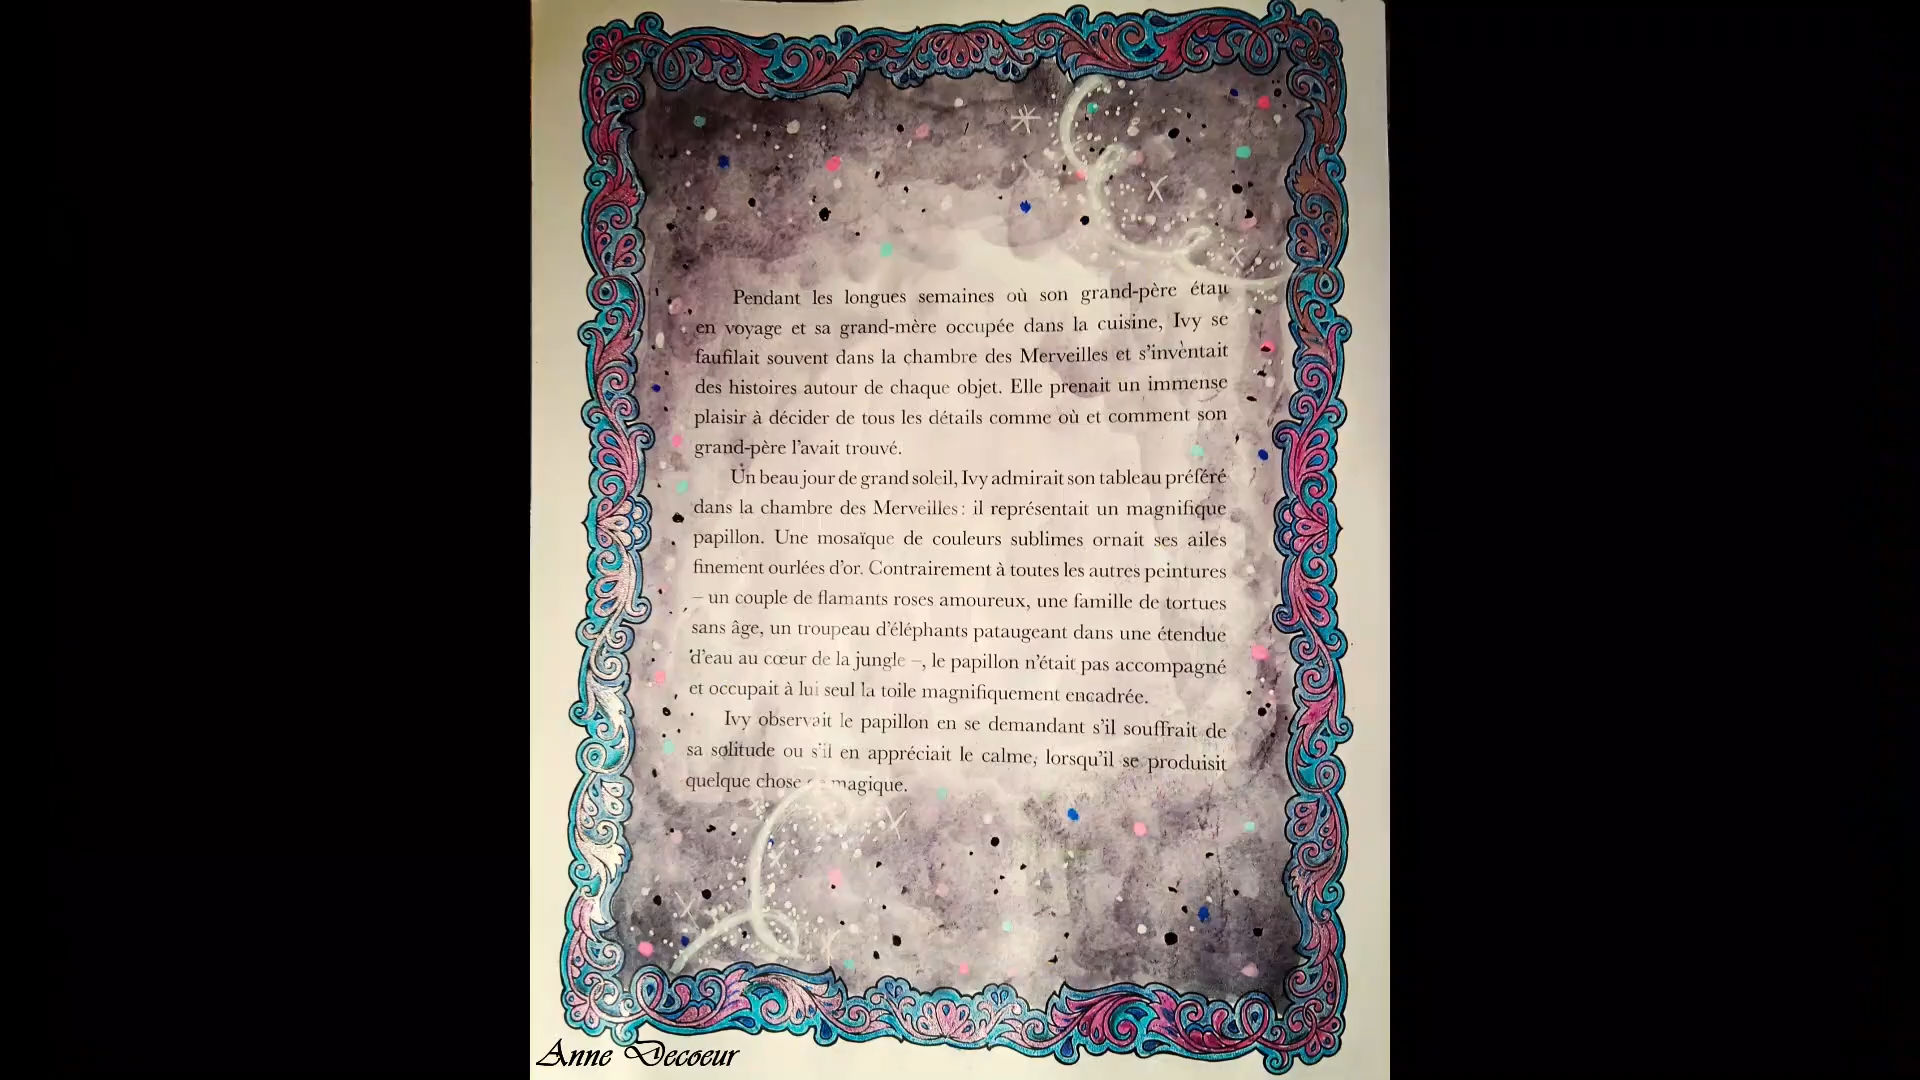 Pendant les longues semaines où son grand-père était
en voyage et sa grand-mère occupée dans la cuisine, Ivy se
faufilait souvent dans la chambre des Merveilles et s'inventait
des histoires autour de chaque objet. Elle prenait un immense
plaisir à décider de tous les détails comme où et comment son
grand-père l'avait trouvé.
Un beau jour de grand soleil, Ivy admirait son tableau préféré
dans la chambre des Merveilles : il représentait un magnifique
papillon. Une mosaïque de couleurs sublimes ornait ses ailes
finement ourlées d'or. Contrairement à toutes les autres peintures
– un couple de flamants roses amoureux, une famille de tortues
sans âge, un troupeau d'éléphants pataugeant dans une étendue
d'eau au cœur de la jungle –, le papillon n'était pas accompagné
et occupait à lui seul la toile magnifiquement encadrée.
Ivy observait le papillon en se demandant s'il souffrait de
sa solitude ou s'il en appréciait le calme, lorsqu'il se produisit
quelque chose magique.
Anne Decoeur